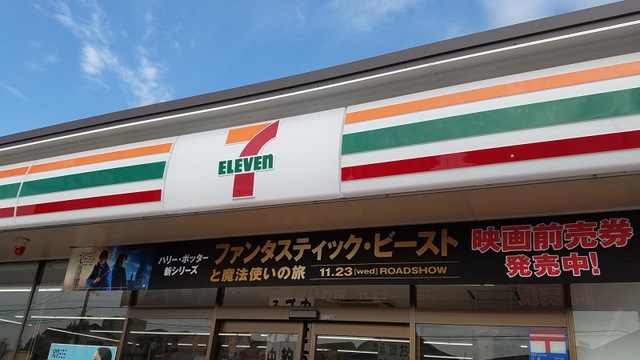 7
ELEVEn
ハリー・ポッター
新シリーズ
ファンタスティック・ビースト
と魔法使いの旅 11.23[wed] ROADSHOW
映画前売券
発売中!